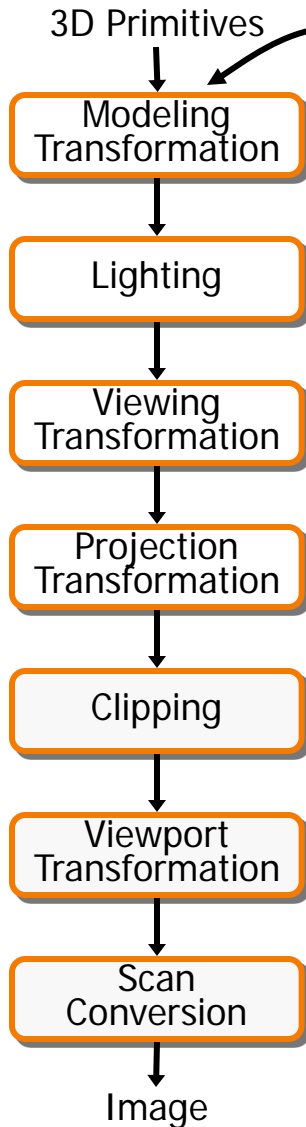 3D Primitives
Modeling
Transformation
Lighting
Viewing
Transformation
Projection
Transformation
Clipping
Viewport
Transformation
Scan
Conversion
Image